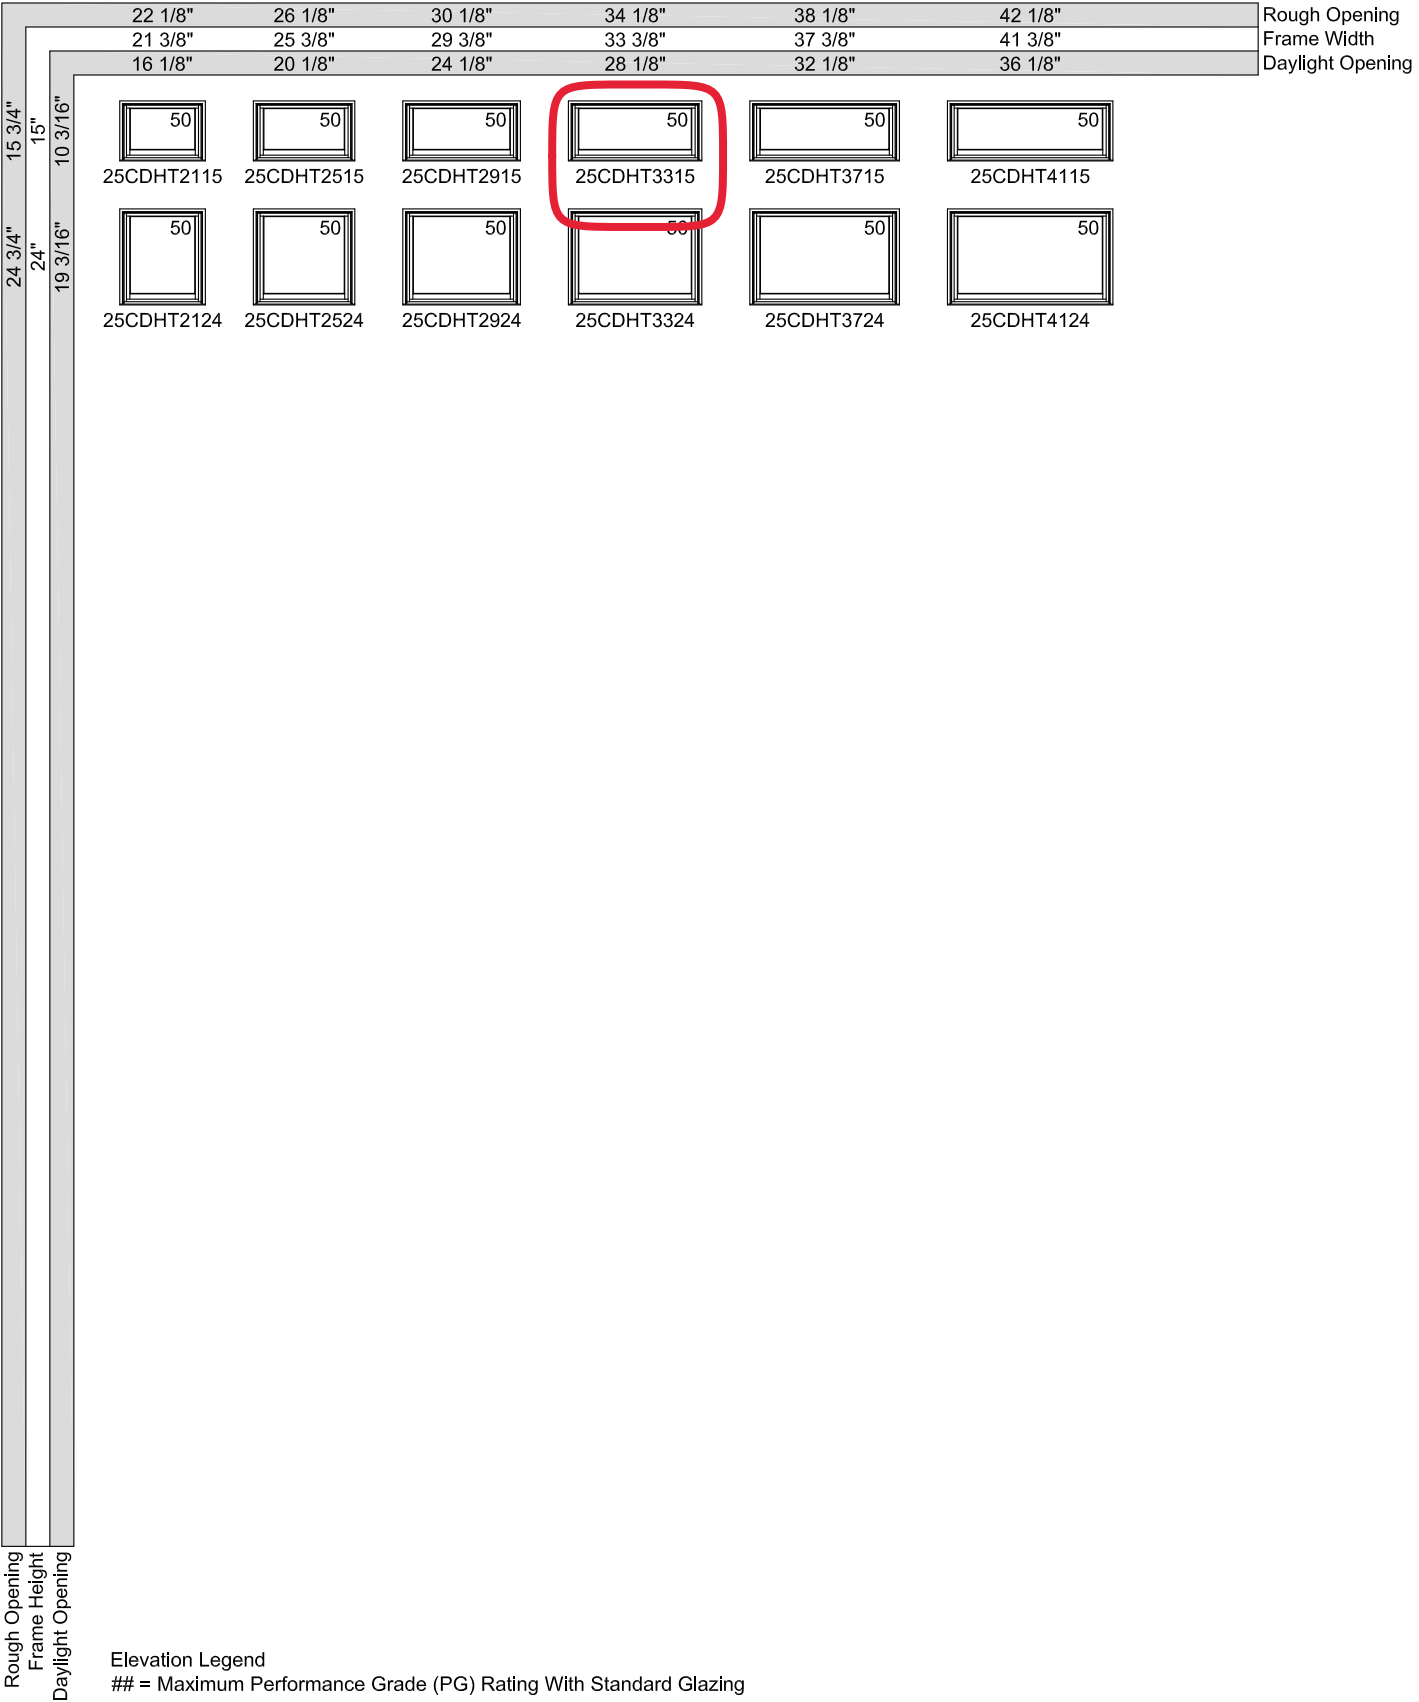 22 1/8" 26 1/8" 30 1/8" 34 1/8" 38 1/8" 42 1/8" Rough Opening
21 3/8" 25 3/8" 29 3/8" 33 3/8" 37 3/8" 41 3/8" Frame Width
16 1/8" 20 1/8" 24 1/8" 28 1/8" 32 1/8" 36 1/8" Daylight Opening
15 3/4" 15" 10 3/16"
50 50 50 50 50 50
25CDHT2115 25CDHT2515 25CDHT2915 25CDHT3315 25CDHT3715 25CDHT4115
24 3/4" 24" 19 3/16"
50 50 50 50 50 50
25CDHT2124 25CDHT2524 25CDHT2924 25CDHT3324 25CDHT3724 25CDHT4124
Rough Opening
Frame Height
Daylight Opening
Elevation Legend
## = Maximum Performance Grade (PG) Rating With Standard Glazing